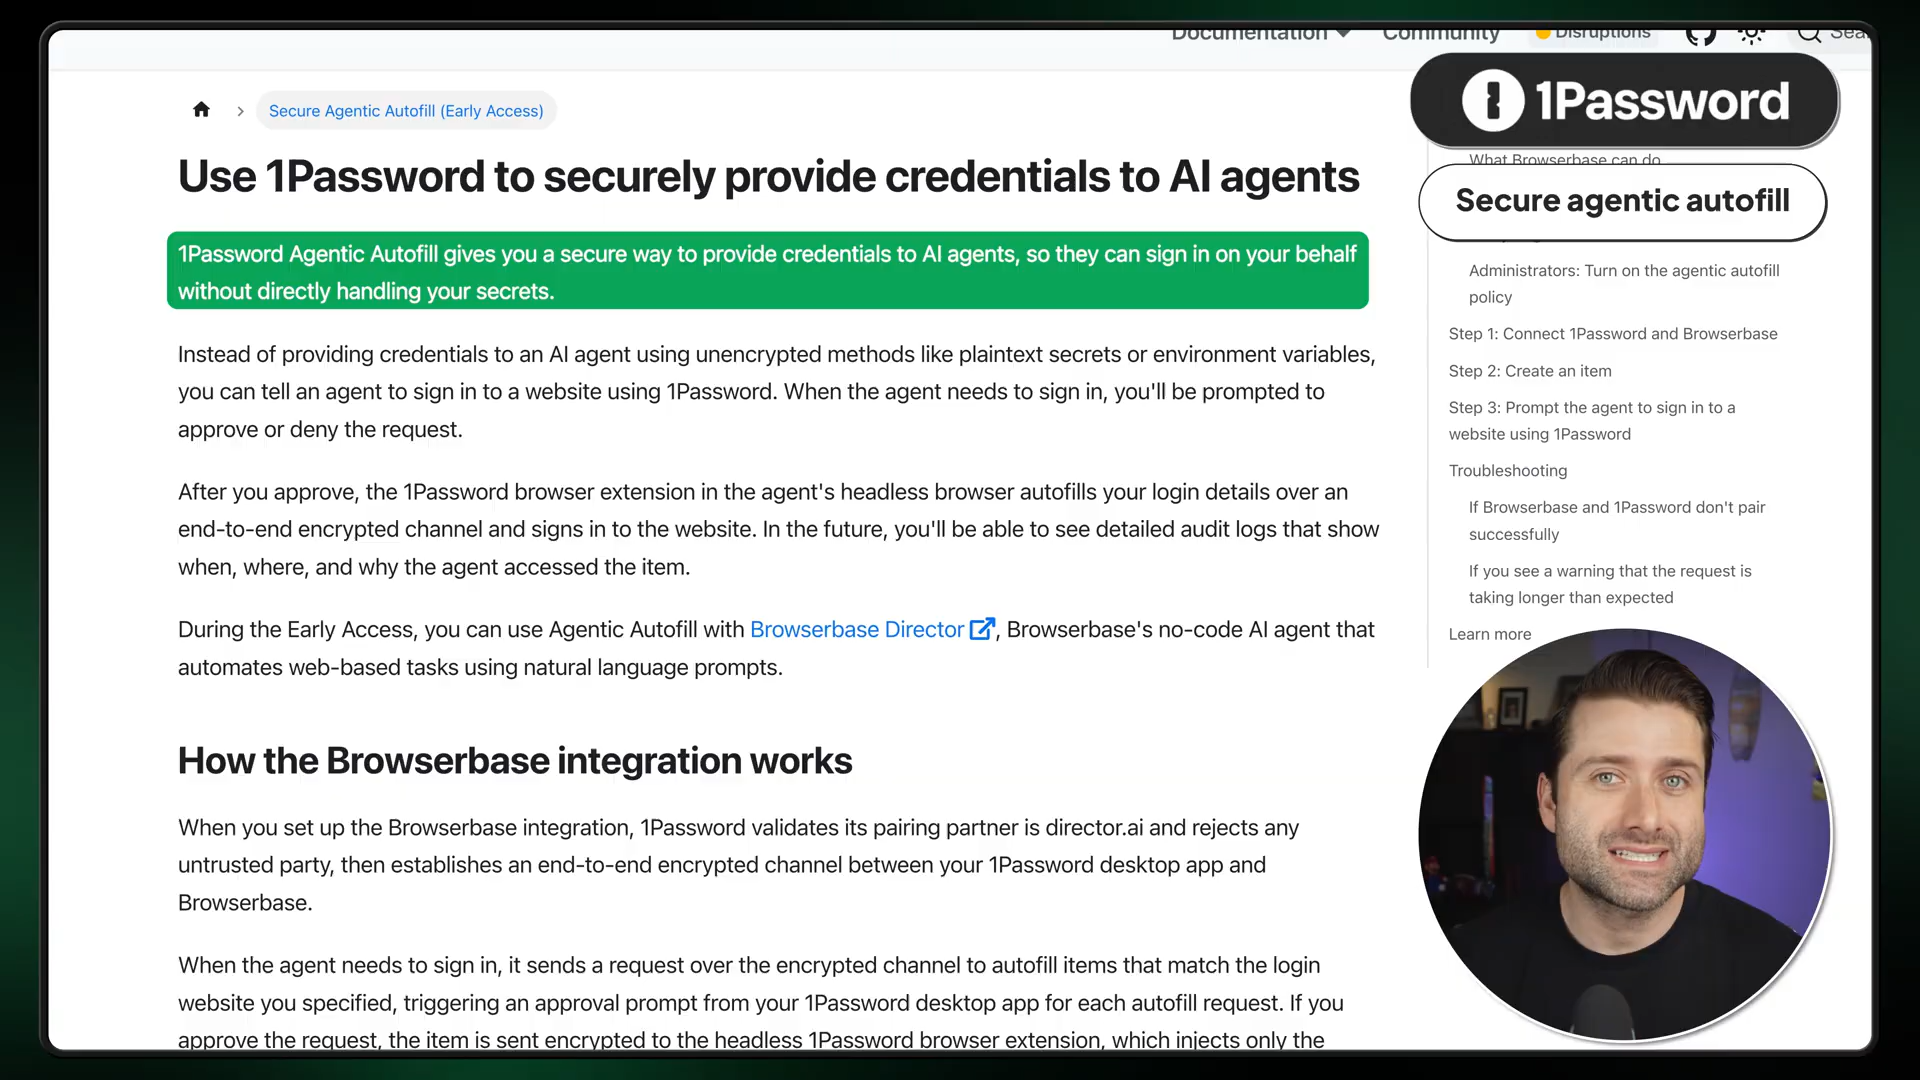 Documentation
Community
Disruptions
1Password
Secure Agentic Autofill (Early Access)
What Browserbase can do
Use 1Password to securely provide credentials to AI agents
Secure agentic autofill
1Password Agentic Autofill gives you a secure way to provide credentials to AI agents, so they can sign in on your behalf
without directly handling your secrets.
Instead of providing credentials to an AI agent using unencrypted methods like plaintext secrets or environment variables,
you can tell an agent to sign in to a website using 1Password. When the agent needs to sign in, you'll be prompted to
approve or deny the request.
After you approve, the 1Password browser extension in the agent's headless browser autofills your login details over an
end-to-end encrypted channel and signs in to the website. In the future, you'll be able to see detailed audit logs that show
when, where, and why the agent accessed the item.
During the Early Access, you can use Agentic Autofill with Browserbase Director, Browserbase's no-code AI agent that
automates web-based tasks using natural language prompts.
How the Browserbase integration works
When you set up the Browserbase integration, 1Password validates its pairing partner is director.ai and rejects any
untrusted party, then establishes an end-to-end encrypted channel between your 1Password desktop app and
Browserbase.
When the agent needs to sign in, it sends a request over the encrypted channel to autofill items that match the login
website you specified, triggering an approval prompt from your 1Password desktop app for each autofill request. If you
approve the request, the item is sent encrypted to the headless 1Password browser extension, which injects only the
Administrators: Turn on the agentic autofill
policy
Step 1: Connect 1Password and Browserbase
Step 2: Create an item
Step 3: Prompt the agent to sign in to a
website using 1Password
Troubleshooting
If Browserbase and 1Password don't pair
successfully
If you see a warning that the request is
taking longer than expected
Learn more